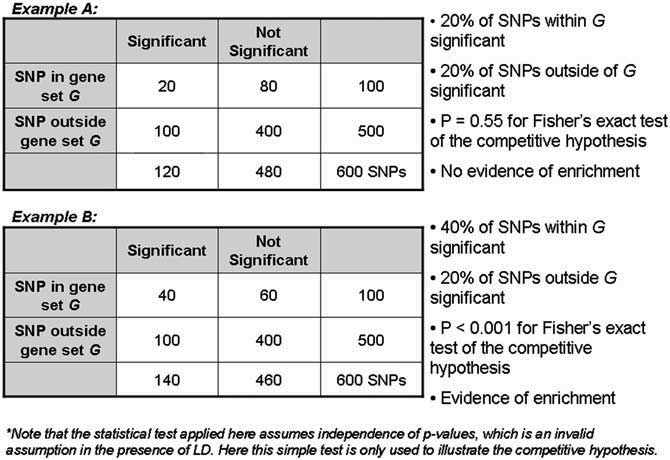 Example A:
Significant
Not
Significant
SNP in gene
set G
20
80
100
SNP outside
gene set G
100
400
500
120
480
600 SNPs
• 20% of SNPs within G
significant
• 20% of SNPs outside of G
significant
• P = 0.55 for Fisher's exact test
of the competitive hypothesis
• No evidence of enrichment
Example B:
Significant
Not
Significant
SNP in gene
set G
40
60
100
SNP outside
gene set G
100
400
500
140
460
600 SNPs
• 40% of SNPs within G
significant
• 20% of SNPs outside G
significant
• P < 0.001 for Fisher's exact
test of the competitive
hypothesis
• Evidence of enrichment
*Note that the statistical test applied here assumes independence of p-values, which is an invalid
assumption in the presence of LD. Here this simple test is only used to illustrate the competitive hypothesis.